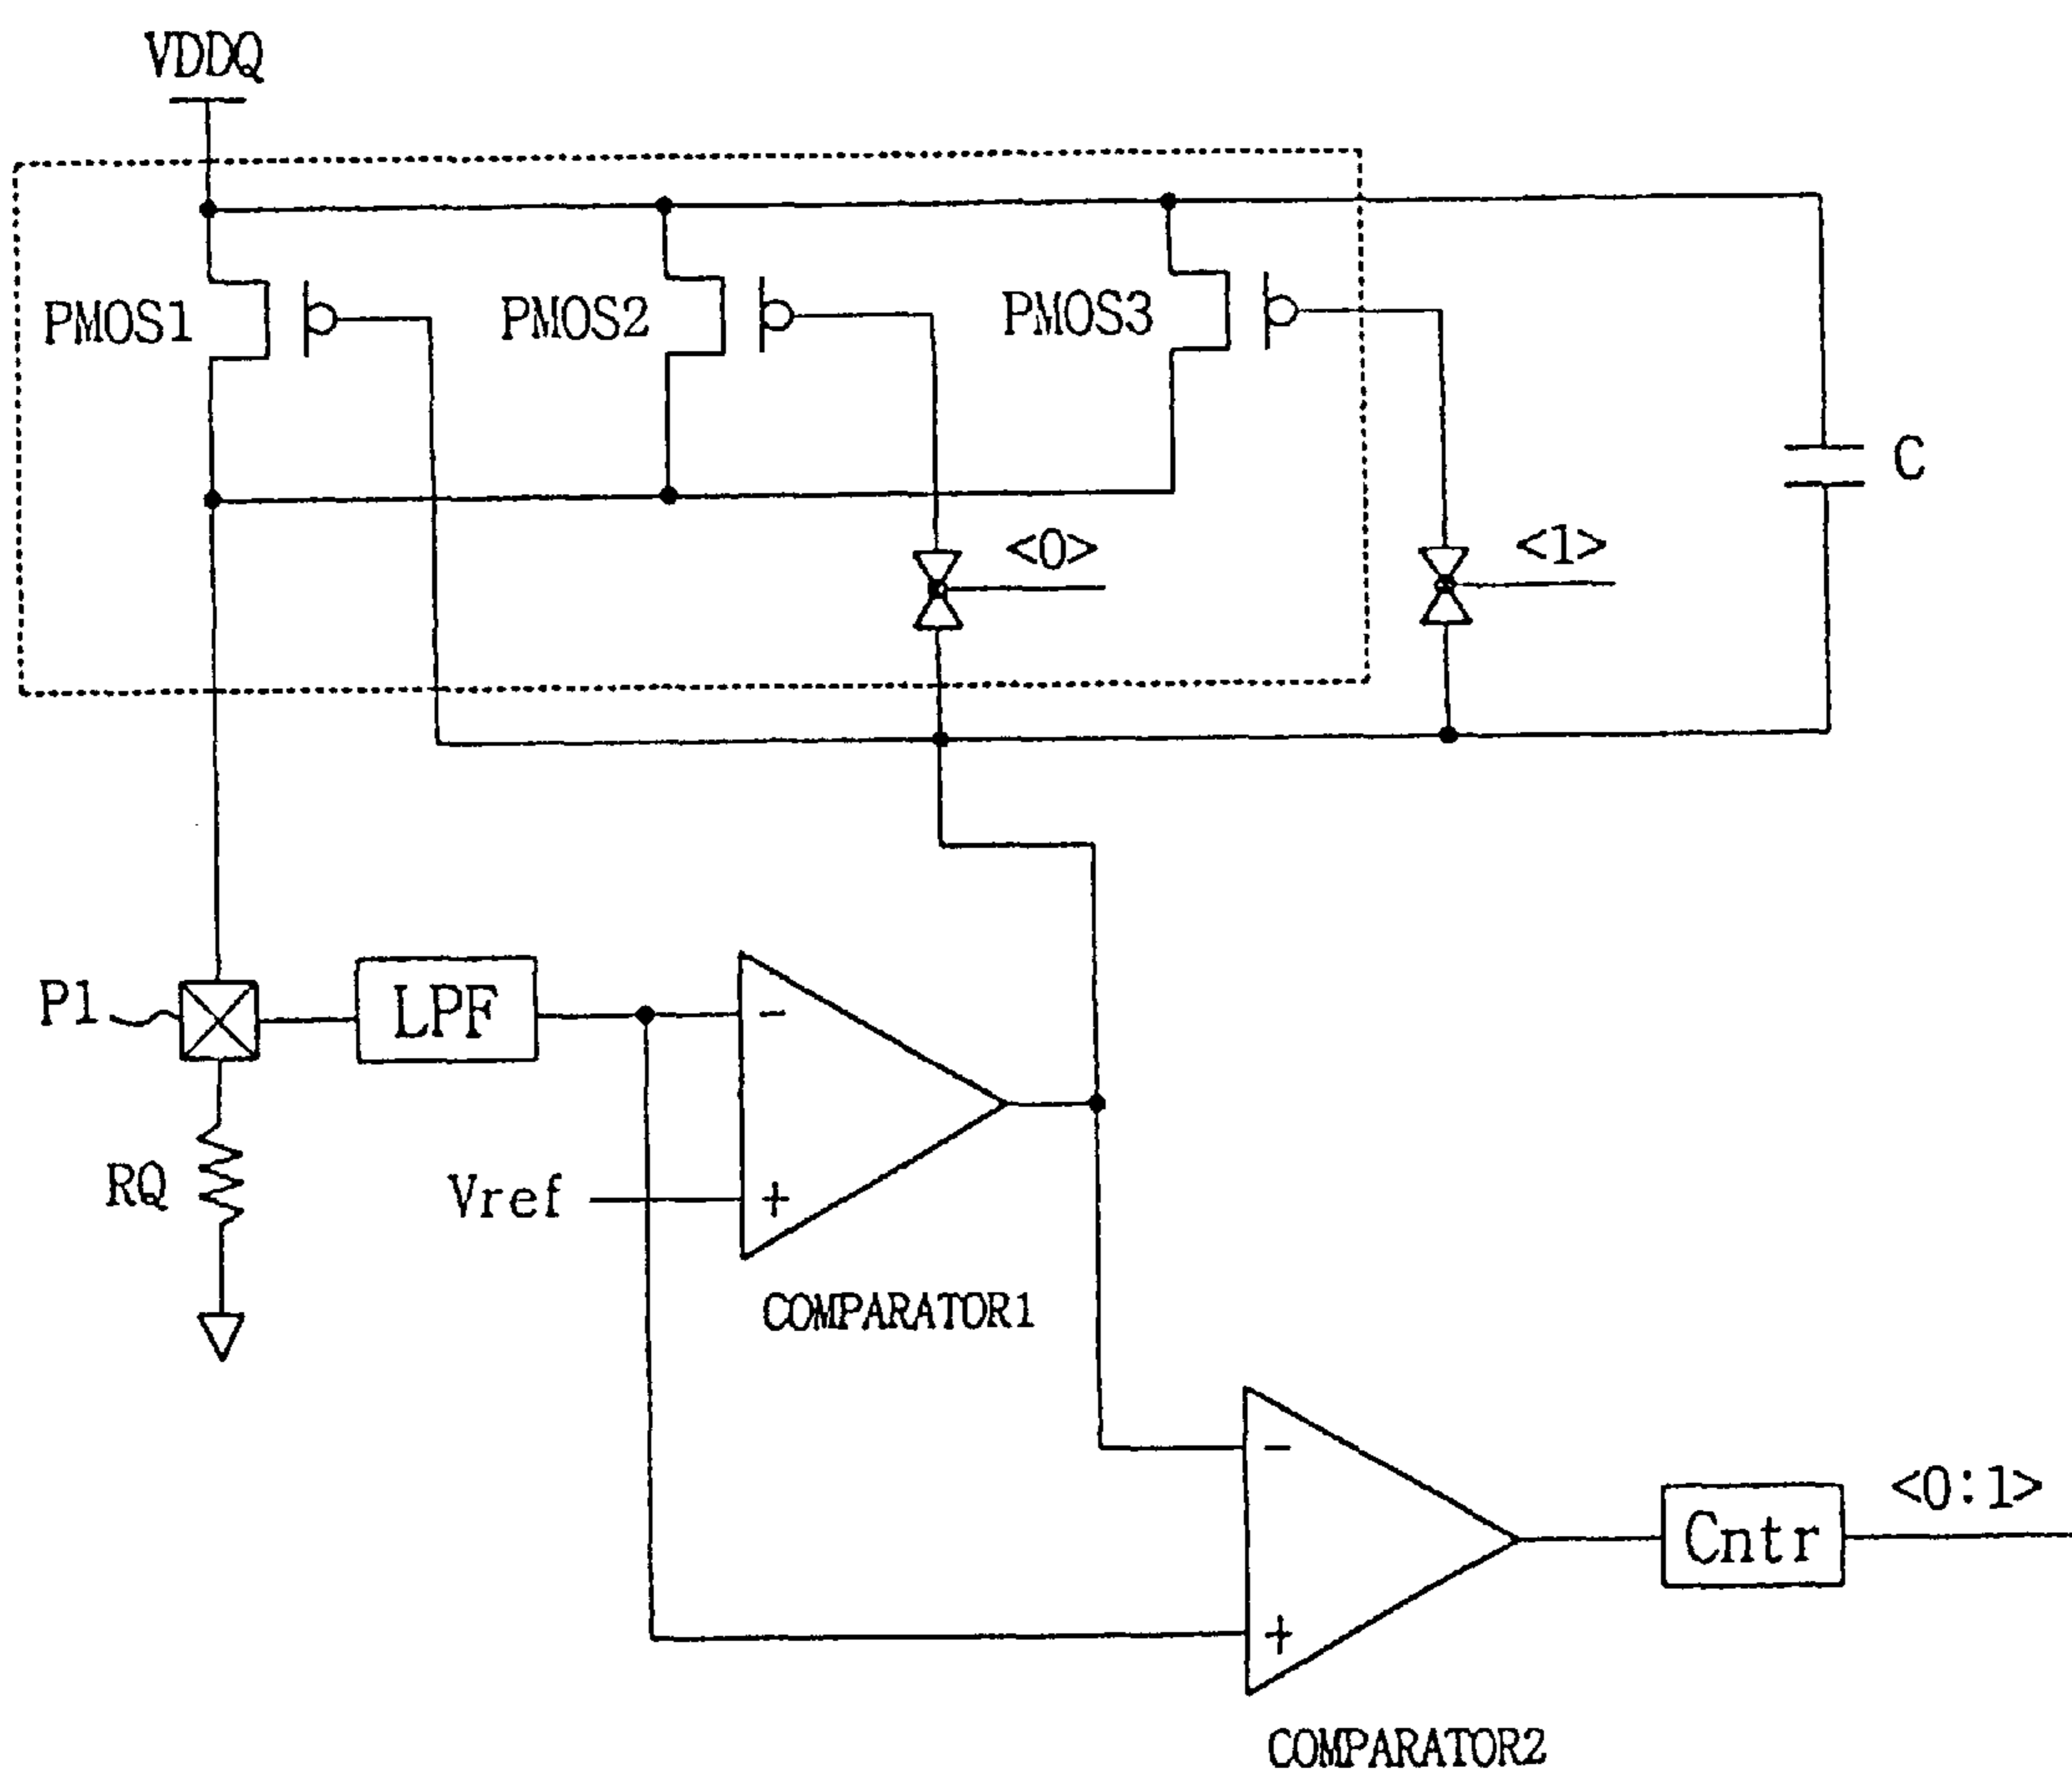 VDDQ
PMOS1
PMOS2
PMOS3
C
<0>
<1>
P1
LPF
-
RQ
Vref
+
COMPARATOR1
-
<0:1>
Cntr
+
COMPARATOR2